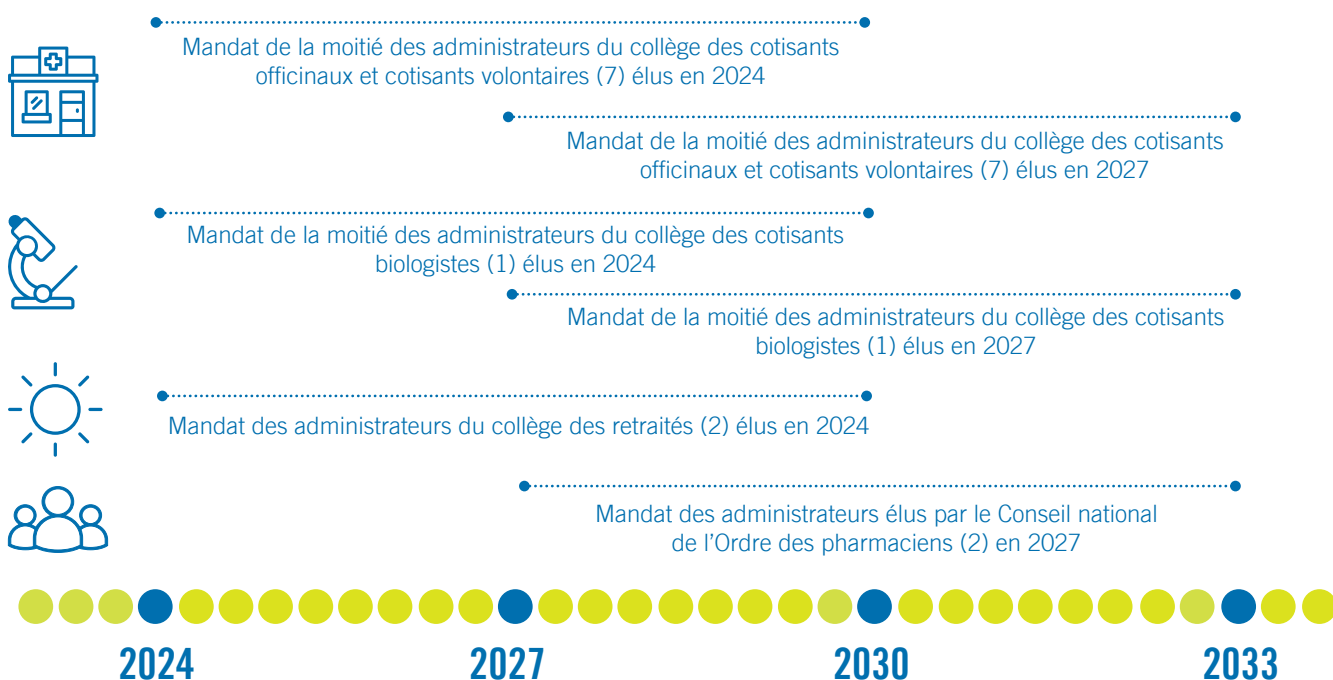 Mandat de la moitié des administrateurs du collège des cotisants
officinaux et cotisants volontaires (7) élus en 2024
Mandat de la moitié des administrateurs du collège des cotisants
officinaux et cotisants volontaires (7) élus en 2027
Mandat de la moitié des administrateurs du collège des cotisants
biologistes (1) élus en 2024
Mandat de la moitié des administrateurs du collège des cotisants
biologistes (1) élus en 2027
Mandat des administrateurs du collège des retraités (2) élus en 2024
Mandat des administrateurs élus par le Conseil national
de l’Ordre des pharmaciens (2) en 2027
2024
2027
2030
2033